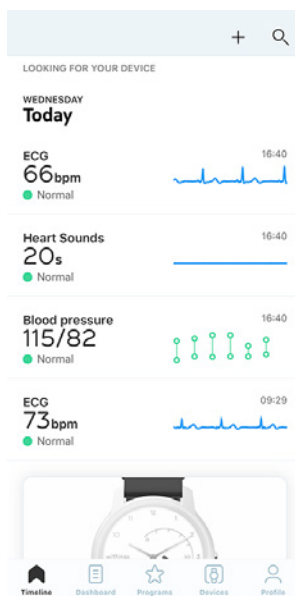 LOOKING FOR YOUR DEVICE
WEDNESDAY
Today
ECG
16:40
66bpm
Normal
Heart Sounds
16:40
20s
Normal
Blood pressure
16:40
115/82
Normal
ECG
09:29
73bpm
Normal
Timeline
Dashboard
Programs
Devices
Profile